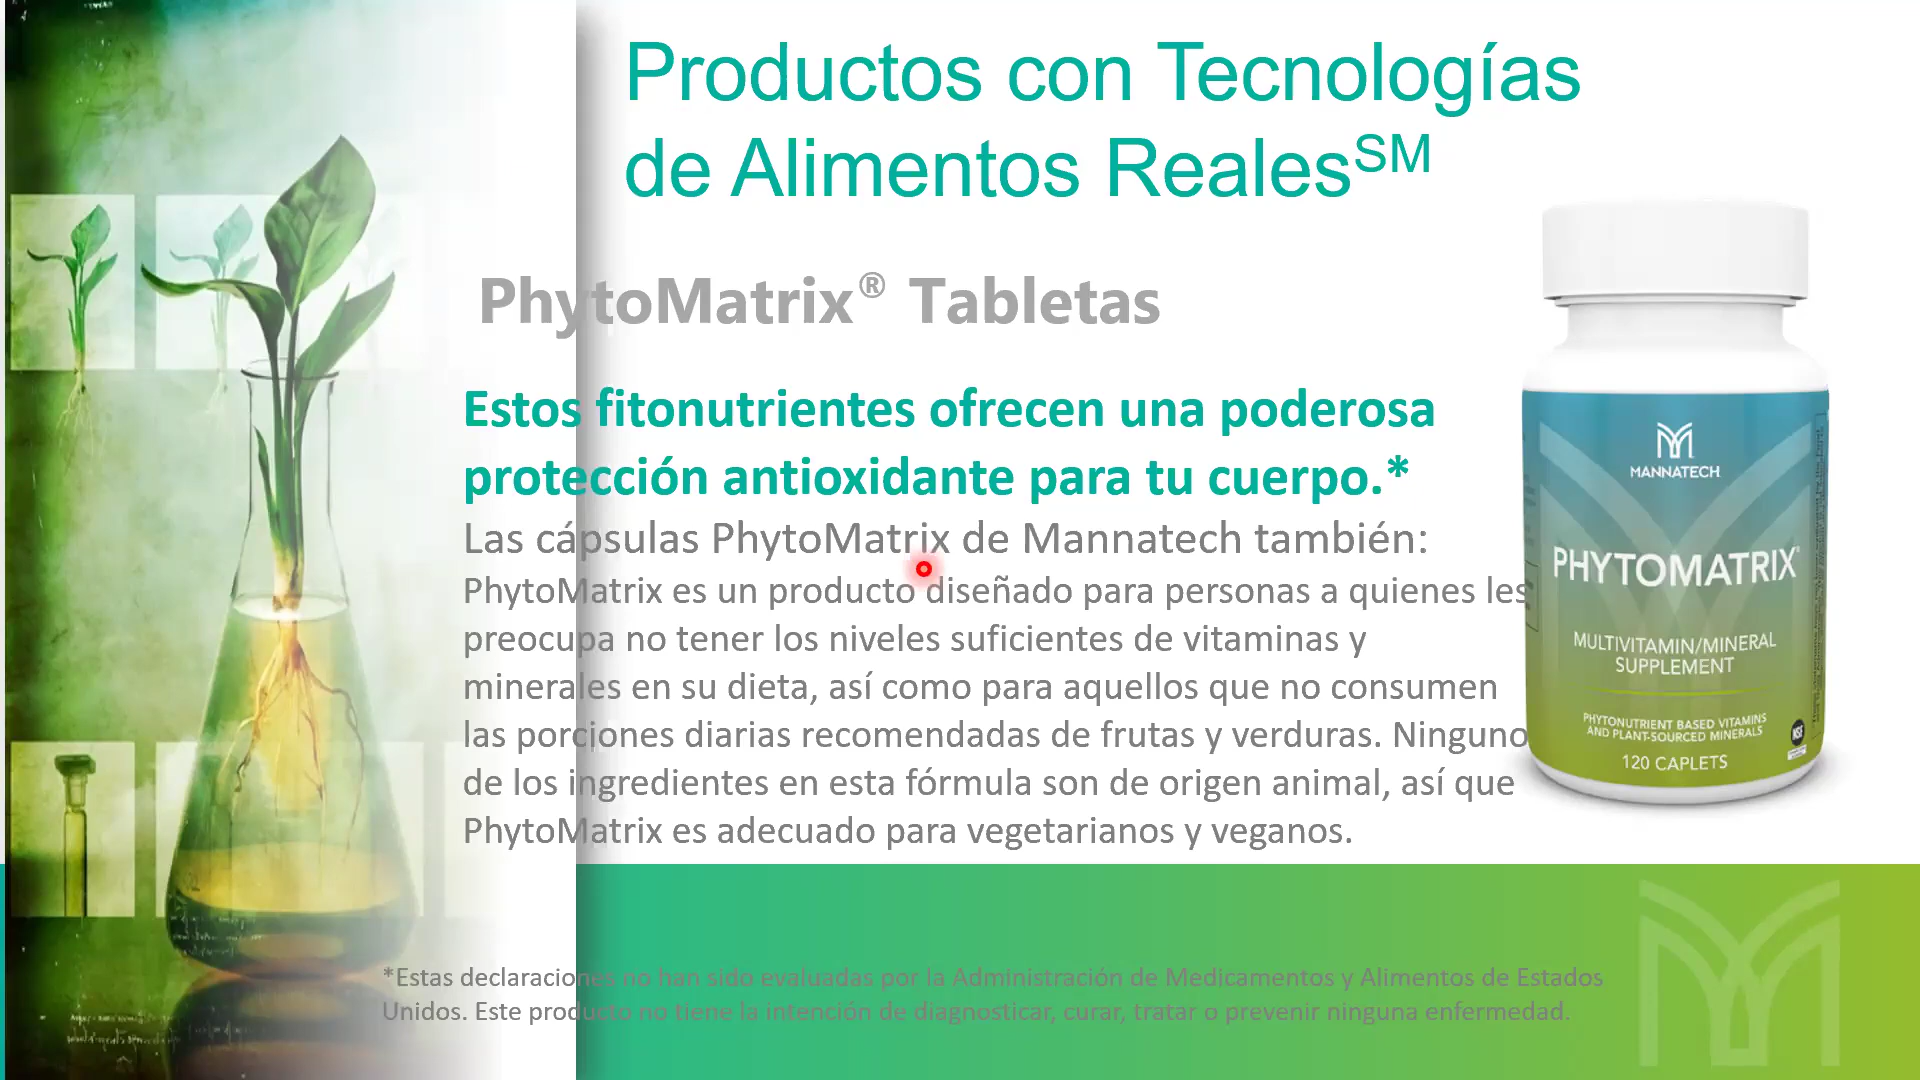 Productos con Tecnologías
de Alimentos Reales℠
PhytoMatrix® Tabletas
Estos fitonutrientes ofrecen una poderosa
protección antioxidante para tu cuerpo.*
Las cápsulas PhytoMatrix de Mannatech también:
PhytoMatrix es un producto diseñado para personas a quienes les
preocupa no tener los niveles suficientes de vitaminas y
minerales en su dieta, así como para aquellos que no consumen
las porciones diarias recomendadas de frutas y verduras. Ninguno
de los ingredientes en esta fórmula son de origen animal, así que
PhytoMatrix es adecuado para vegetarianos y veganos.
MANNATECH
PHYTOMATRIX®
MULTIVITAMIN/MINERAL
SUPPLEMENT
PHYTONUTRIENT BASED VITAMINS
AND PLANT-SOURCED MINERALS
NSF
120 CAPLETS
*Estas declaraciones no han sido evaluadas por la Administración de Medicamentos y Alimentos de Estados
Unidos. Este producto no tiene la intención de diagnosticar, curar, tratar o prevenir ninguna enfermedad.